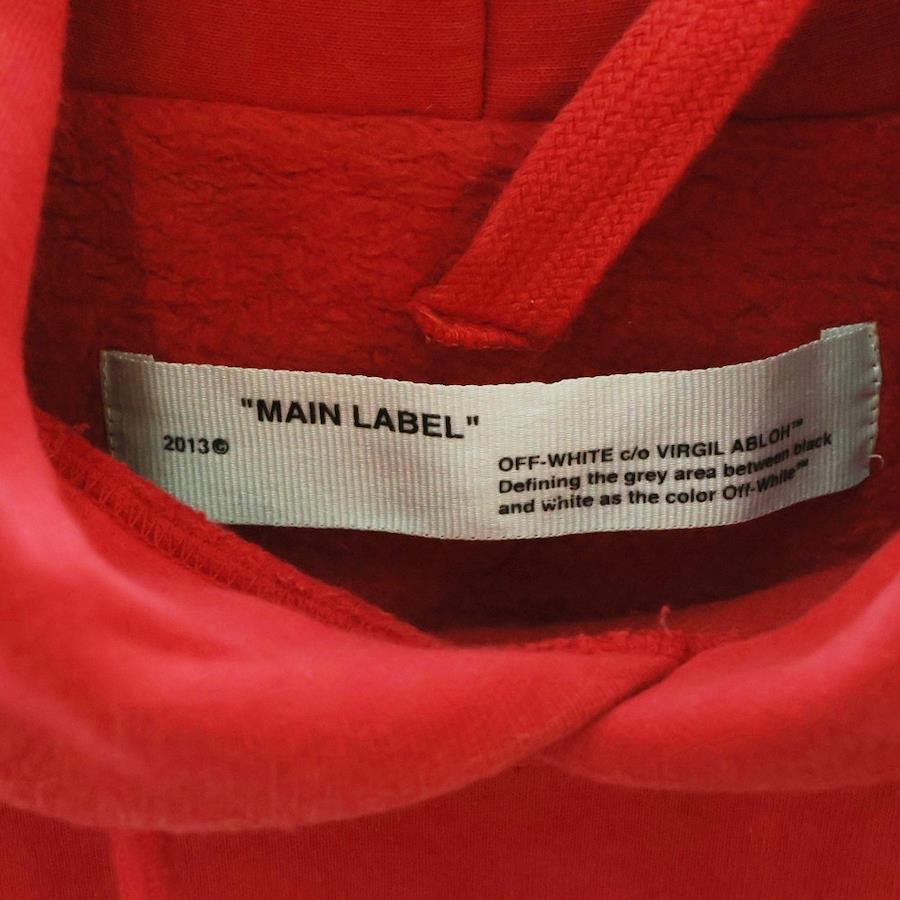 "MAIN LABEL"
2013©
OFF-WHITE c/o VIRGIL ABLOH™
Defining the grey area between black
and white as the color Off-White™